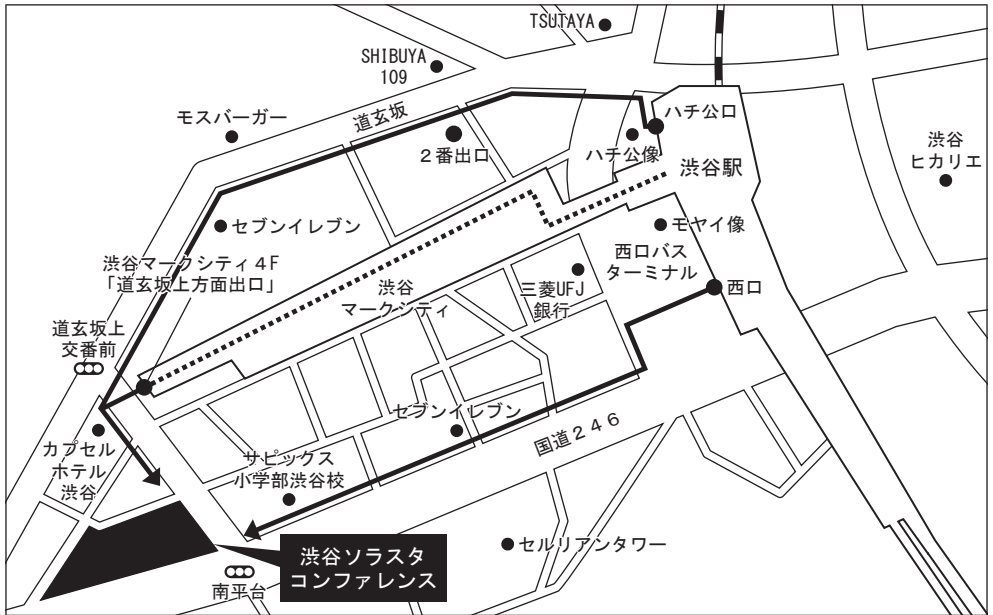 TSUTAYA
SHIBUYA
109
モスバーガー
道玄坂
2番出口
ハチ公口
ハチ公像
渋谷駅
渋谷
ヒカリエ
セブンイレブン
モヤイ像
渋谷マークシティ4F
「道玄坂上方面出口」
西口バス
ターミナル
渋谷
マークシティ
三菱UFJ
銀行
西口
道玄坂上
交番前
セブンイレブン
国道246
カプセル
ホテル
渋谷
サピックス
小学部渋谷校
渋谷ソラスタ
コンファレンス
セルリアンタワー
南平台